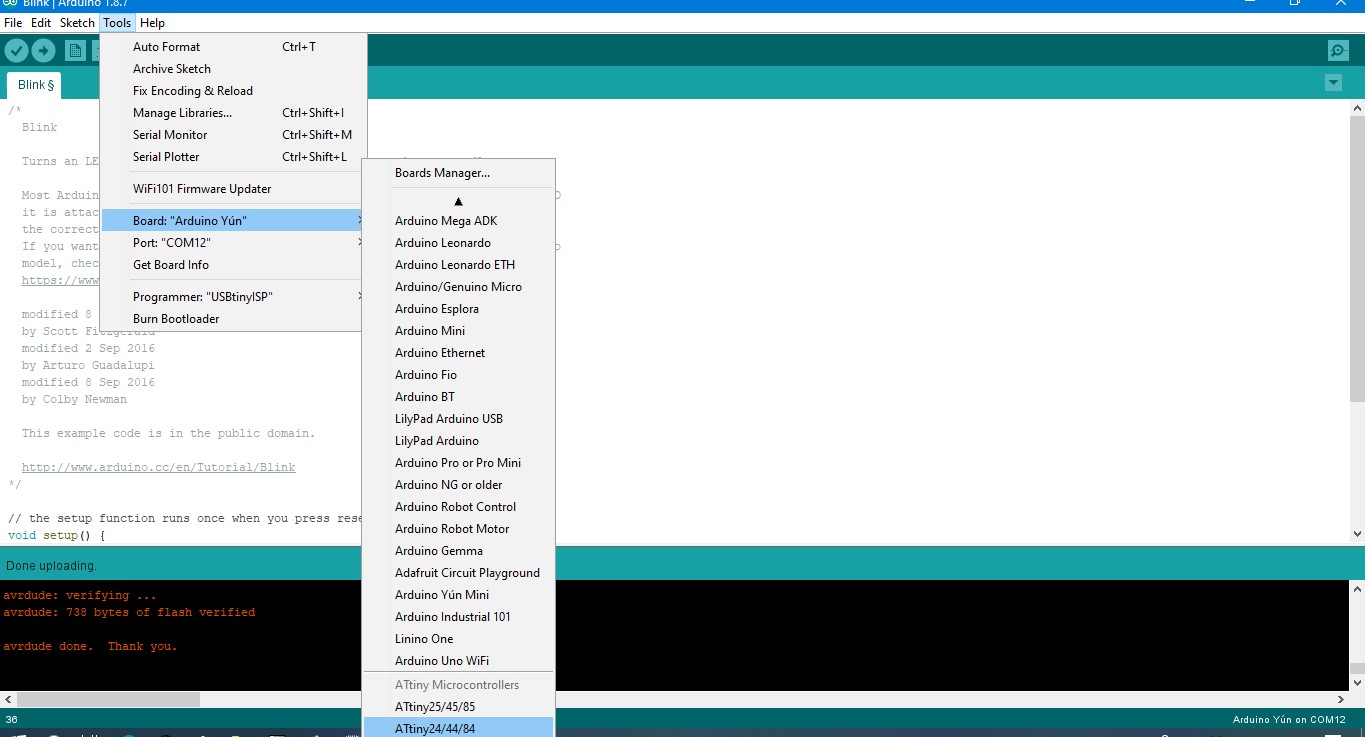 Blink | Arduino 1.8.7
File Edit Sketch Tools Help
Blink §
Auto Format Ctrl+T
Archive Sketch
Fix Encoding & Reload
Manage Libraries... Ctrl+Shift+I
Serial Monitor Ctrl+Shift+M
Serial Plotter Ctrl+Shift+L
WiFi101 Firmware Updater
Board: "Arduino Yún"
Port: "COM12"
Get Board Info
Programmer: "USBtinyISP"
Burn Bootloader
Boards Manager...
Arduino Mega ADK
Arduino Leonardo
Arduino Leonardo ETH
Arduino/Genuino Micro
Arduino Esplora
Arduino Mini
Arduino Ethernet
Arduino Fio
Arduino BT
LilyPad Arduino USB
LilyPad Arduino
Arduino Pro or Pro Mini
Arduino NG or older
Arduino Robot Control
Arduino Robot Motor
Arduino Gemma
Adafruit Circuit Playground
Arduino Yún Mini
Arduino Industrial 101
Linino One
Arduino Uno WiFi
ATtiny Microcontrollers
ATtiny25/45/85
ATtiny24/44/84
/*
Blink
Turns an LE
Most Arduin
it is attac
the correct
If you want
model, chec
https://www
modified 8
by Scott Fitzgerald
modified 2 Sep 2016
by Arturo Guadalupi
modified 8 Sep 2016
by Colby Newman
This example code is in the public domain.
http://www.arduino.cc/en/Tutorial/Blink
*/
// the setup function runs once when you press rese
void setup() {
Done uploading.
avrdude: verifying ...
avrdude: 738 bytes of flash verified
avrdude done.  Thank you.
36
Arduino Yún on COM12